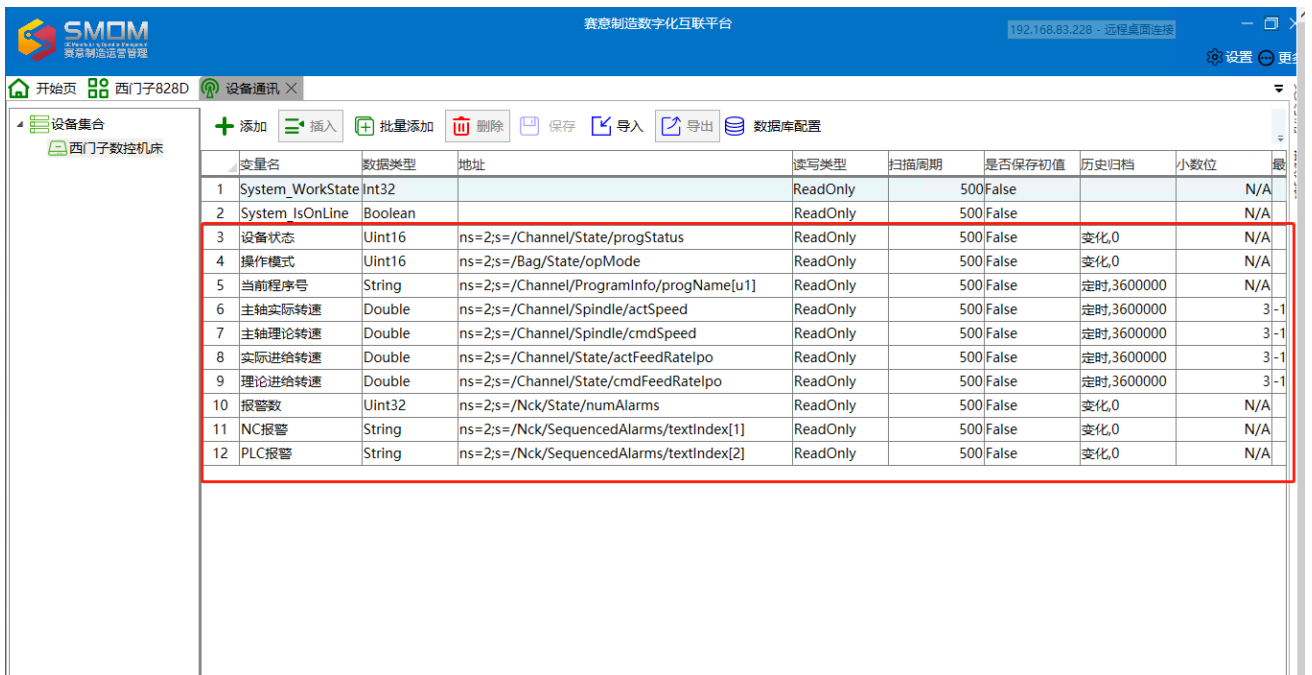 SMOM
赛意制造运营管理
赛意制造数字化互联平台
192.168.83.228 - 远程桌面连接
设置
开始页 西门子828D 设备通讯
设备集合
西门子数控机床
添加 插入 批量添加 删除 保存 导入 导出 数据库配置
变量名 数据类型 地址 读写类型 扫描周期 是否保存初值 历史归档 小数位 最
1 System_WorkState Int32 ReadOnly 500 False N/A
2 System_IsOnLine Boolean ReadOnly 500 False N/A
3 设备状态 Uint16 ns=2;s=/Channel/State/progStatus ReadOnly 500 False 变化,0 N/A
4 操作模式 Uint16 ns=2;s=/Bag/State/opMode ReadOnly 500 False 变化,0 N/A
5 当前程序号 String ns=2;s=/Channel/ProgramInfo/progName[u1] ReadOnly 500 False 定时,3600000 N/A
6 主轴实际转速 Double ns=2;s=/Channel/Spindle/actSpeed ReadOnly 500 False 定时,3600000 3 -1
7 主轴理论转速 Double ns=2;s=/Channel/Spindle/cmdSpeed ReadOnly 500 False 定时,3600000 3 -1
8 实际进给转速 Double ns=2;s=/Channel/State/actFeedRateIpo ReadOnly 500 False 定时,3600000 3 -1
9 理论进给转速 Double ns=2;s=/Channel/State/cmdFeedRateIpo ReadOnly 500 False 定时,3600000 3 -1
10 报警数 Uint32 ns=2;s=/Nck/State/numAlarms ReadOnly 500 False 变化,0 N/A
11 NC报警 String ns=2;s=/Nck/SequencedAlarms/textIndex[1] ReadOnly 500 False 变化,0 N/A
12 PLC报警 String ns=2;s=/Nck/SequencedAlarms/textIndex[2] ReadOnly 500 False 变化,0 N/A